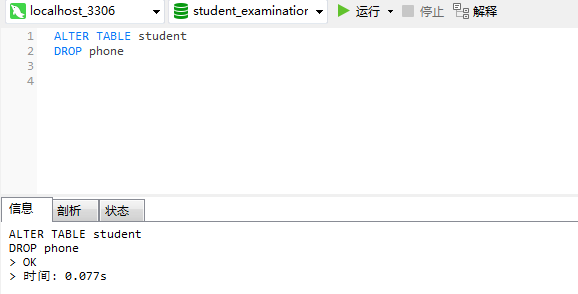 localhost_3306 student_examination 运行 停止 解释
1 ALTER TABLE student
2 DROP phone
3
4
信息 剖析 状态
ALTER TABLE student
DROP phone
> OK
> 时间: 0.077s